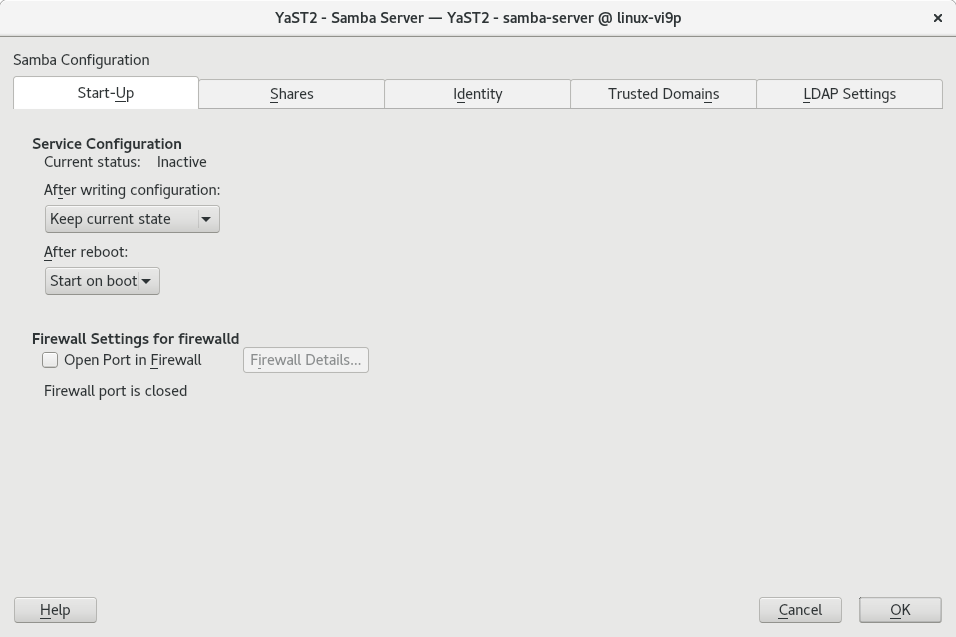 YaST2 - Samba Server — YaST2 - samba-server @ linux-vi9p
Samba Configuration
Start-Up Shares Identity Trusted Domains LDAP Settings
Service Configuration
Current status: Inactive
After writing configuration:
Keep current state
After reboot:
Start on boot
Firewall Settings for firewalld
Open Port in Firewall Firewall Details...
Firewall port is closed
Help Cancel OK